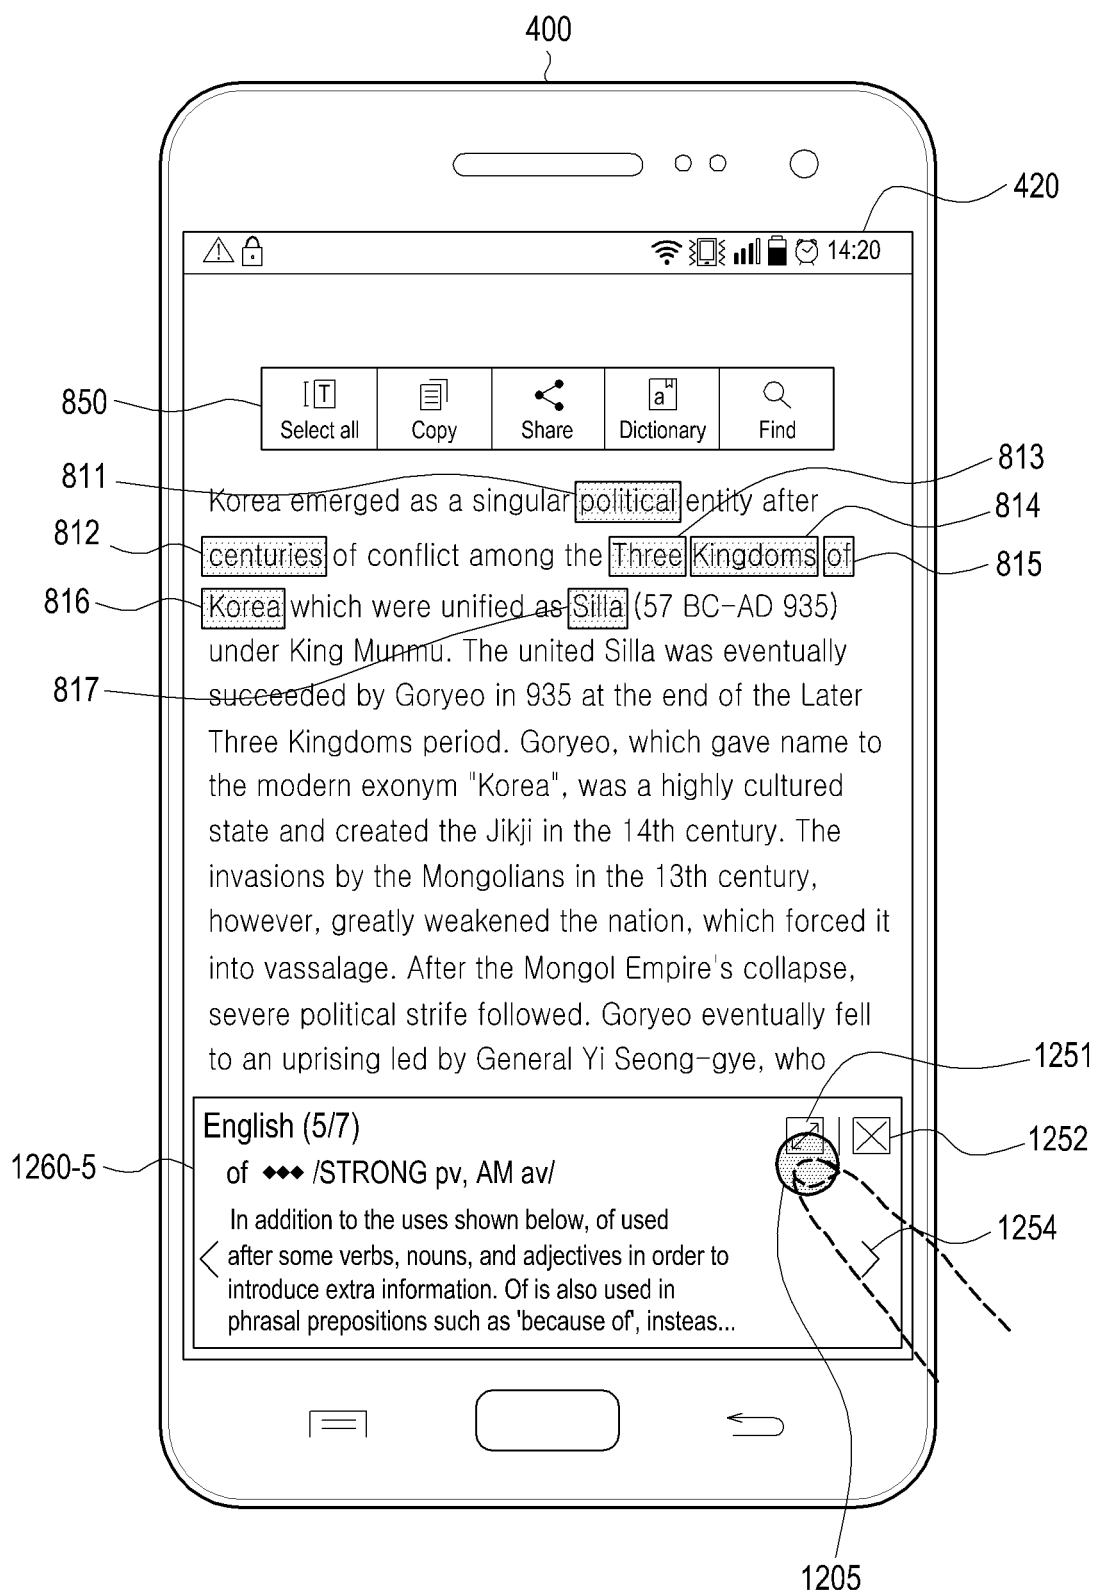 400
420
14:20
850
Select all
Copy
Share
Dictionary
Find
811
813
Korea emerged as a singular political entity after
814
812
centuries of conflict among the Three Kingdoms of
815
816
Korea which were unified as Silla (57 BC-AD 935)
under King Munmu. The united Silla was eventually
817
succeeded by Goryeo in 935 at the end of the Later
Three Kingdoms period. Goryeo, which gave name to
the modern exonym "Korea", was a highly cultured
state and created the Jikji in the 14th century. The
invasions by the Mongolians in the 13th century,
however, greatly weakened the nation, which forced it
into vassalage. After the Mongol Empire's collapse,
severe political strife followed. Goryeo eventually fell
to an uprising led by General Yi Seong-gye, who
1251
English (5/7)
1252
1260-5
of ◆◆◆ /STRONG pv, AM av/
In addition to the uses shown below, of used
1254
after some verbs, nouns, and adjectives in order to
introduce extra information. Of is also used in
phrasal prepositions such as 'because of', insteas...
1205